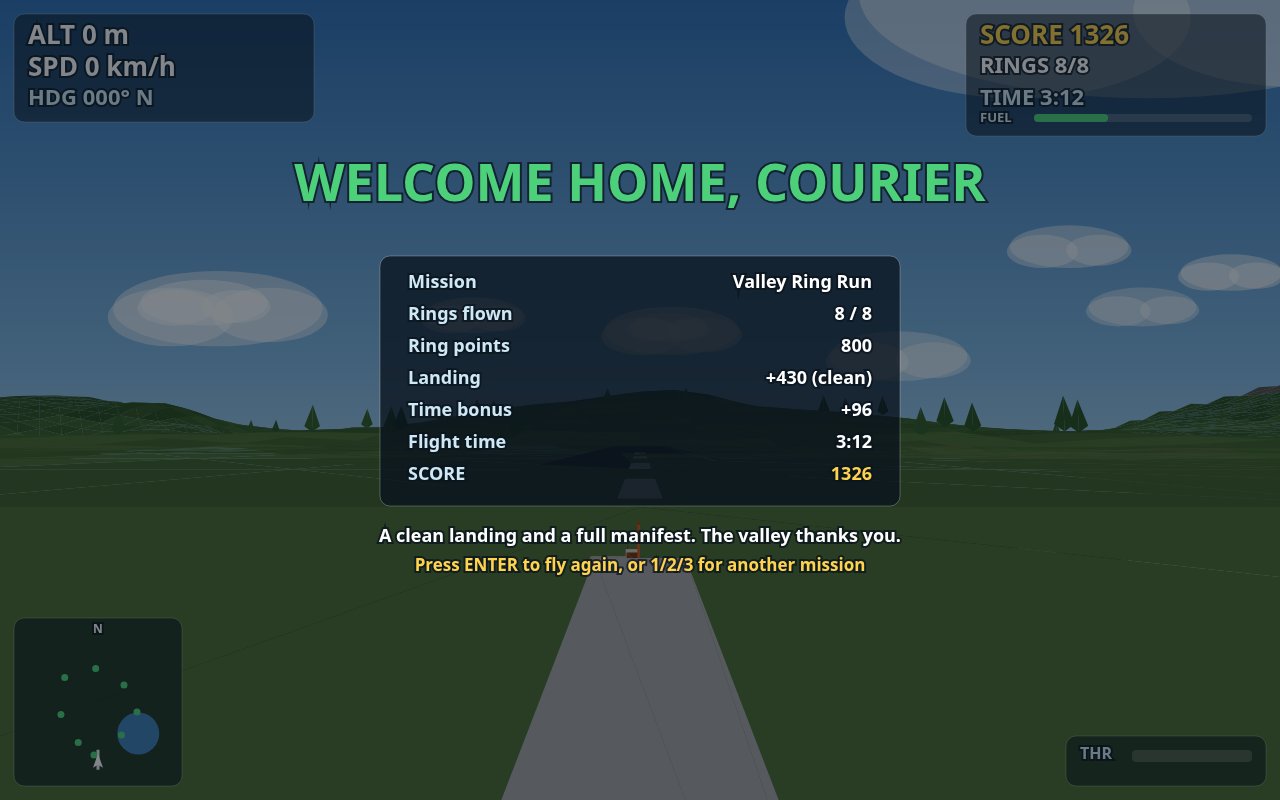 ALT 0 m
SPD 0 km/h
HDG 000° N
SCORE 1326
RINGS 8/8
TIME 3:12
FUEL
WELCOME HOME, COURIER
Mission Valley Ring Run
Rings flown 8 / 8
Ring points 800
Landing +430 (clean)
Time bonus +96
Flight time 3:12
SCORE 1326
A clean landing and a full manifest. The valley thanks you.
Press ENTER to fly again, or 1/2/3 for another mission
N
THR